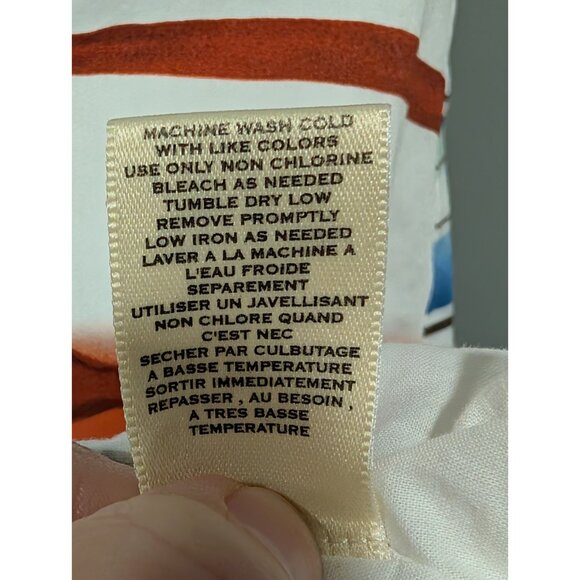 MACHINE WASH COLD
WITH LIKE COLORS
USE ONLY NON CHLORINE
BLEACH AS NEEDED
TUMBLE DRY LOW
REMOVE PROMPTLY
LOW IRON AS NEEDED
LAVER A LA MACHINE A
L'EAU FROIDE
SEPAREMENT
UTILISER UN JAVELLISANT
NON CHLORE QUAND
C'EST NEC
SECHER PAR CULBUTAGE
A BASSE TEMPERATURE
SORTIR IMMEDIATEMENT
REPASSER , AU BESOIN ,
A TRES BASSE
TEMPERATURE